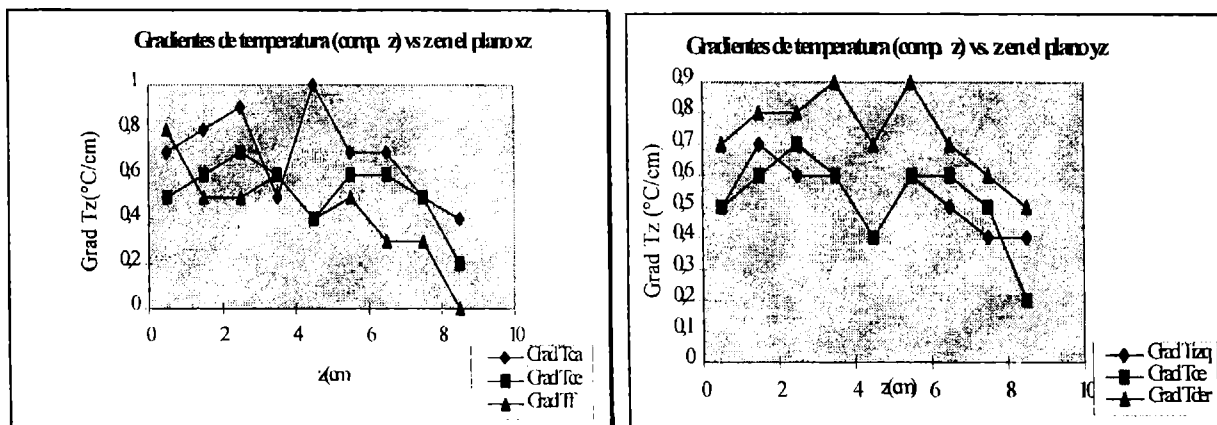 Gradientes de temperatura (comp. z) vs z en el plano xz
Grad Tz (°C/cm)
1
0,8
0,6
0,4
0,2
0
0
2
4
6
8
10
z(cm)
Grad Tca
Grad Tce
Grad Tf
Gradientes de temperatura (comp. z) vs. z en el plano yz
Grad Tz (°C/cm)
0,9
0,8
0,7
0,6
0,5
0,4
0,3
0,2
0,1
0
0
2
4
6
8
10
z(cm)
Grad Tizq
Grad Tce
Grad Tder